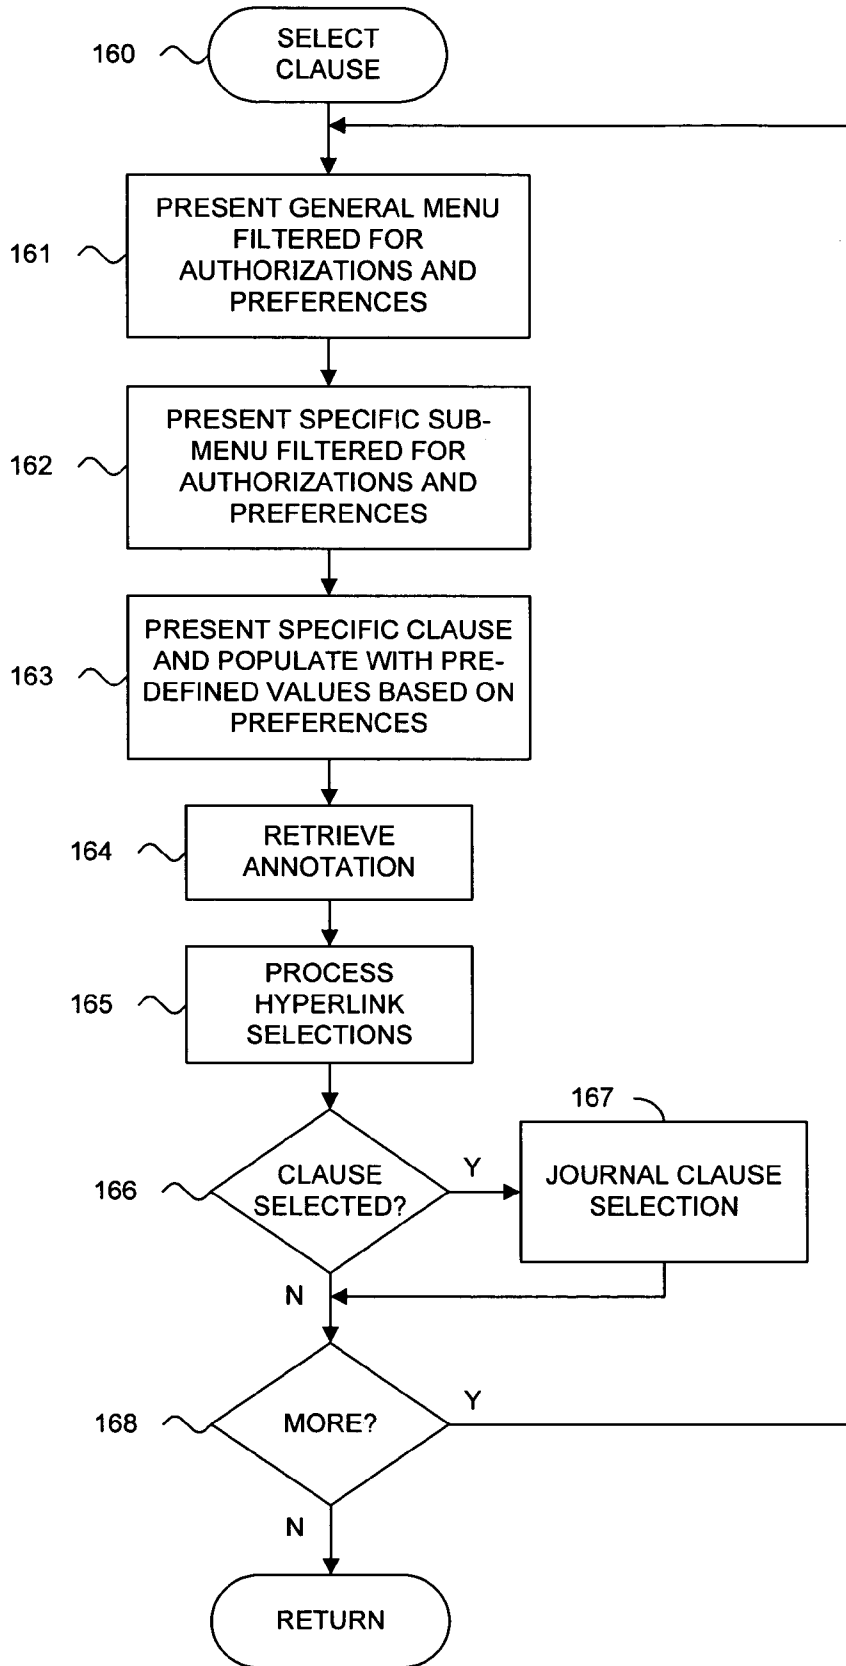 160
SELECT
CLAUSE
161
PRESENT GENERAL MENU
FILTERED FOR
AUTHORIZATIONS AND
PREFERENCES
162
PRESENT SPECIFIC SUB-
MENU FILTERED FOR
AUTHORIZATIONS AND
PREFERENCES
163
PRESENT SPECIFIC CLAUSE
AND POPULATE WITH PRE-
DEFINED VALUES BASED ON
PREFERENCES
164
RETRIEVE
ANNOTATION
165
PROCESS
HYPERLINK
SELECTIONS
166
CLAUSE
SELECTED?
Y
167
JOURNAL CLAUSE
SELECTION
N
168
MORE?
Y
N
RETURN